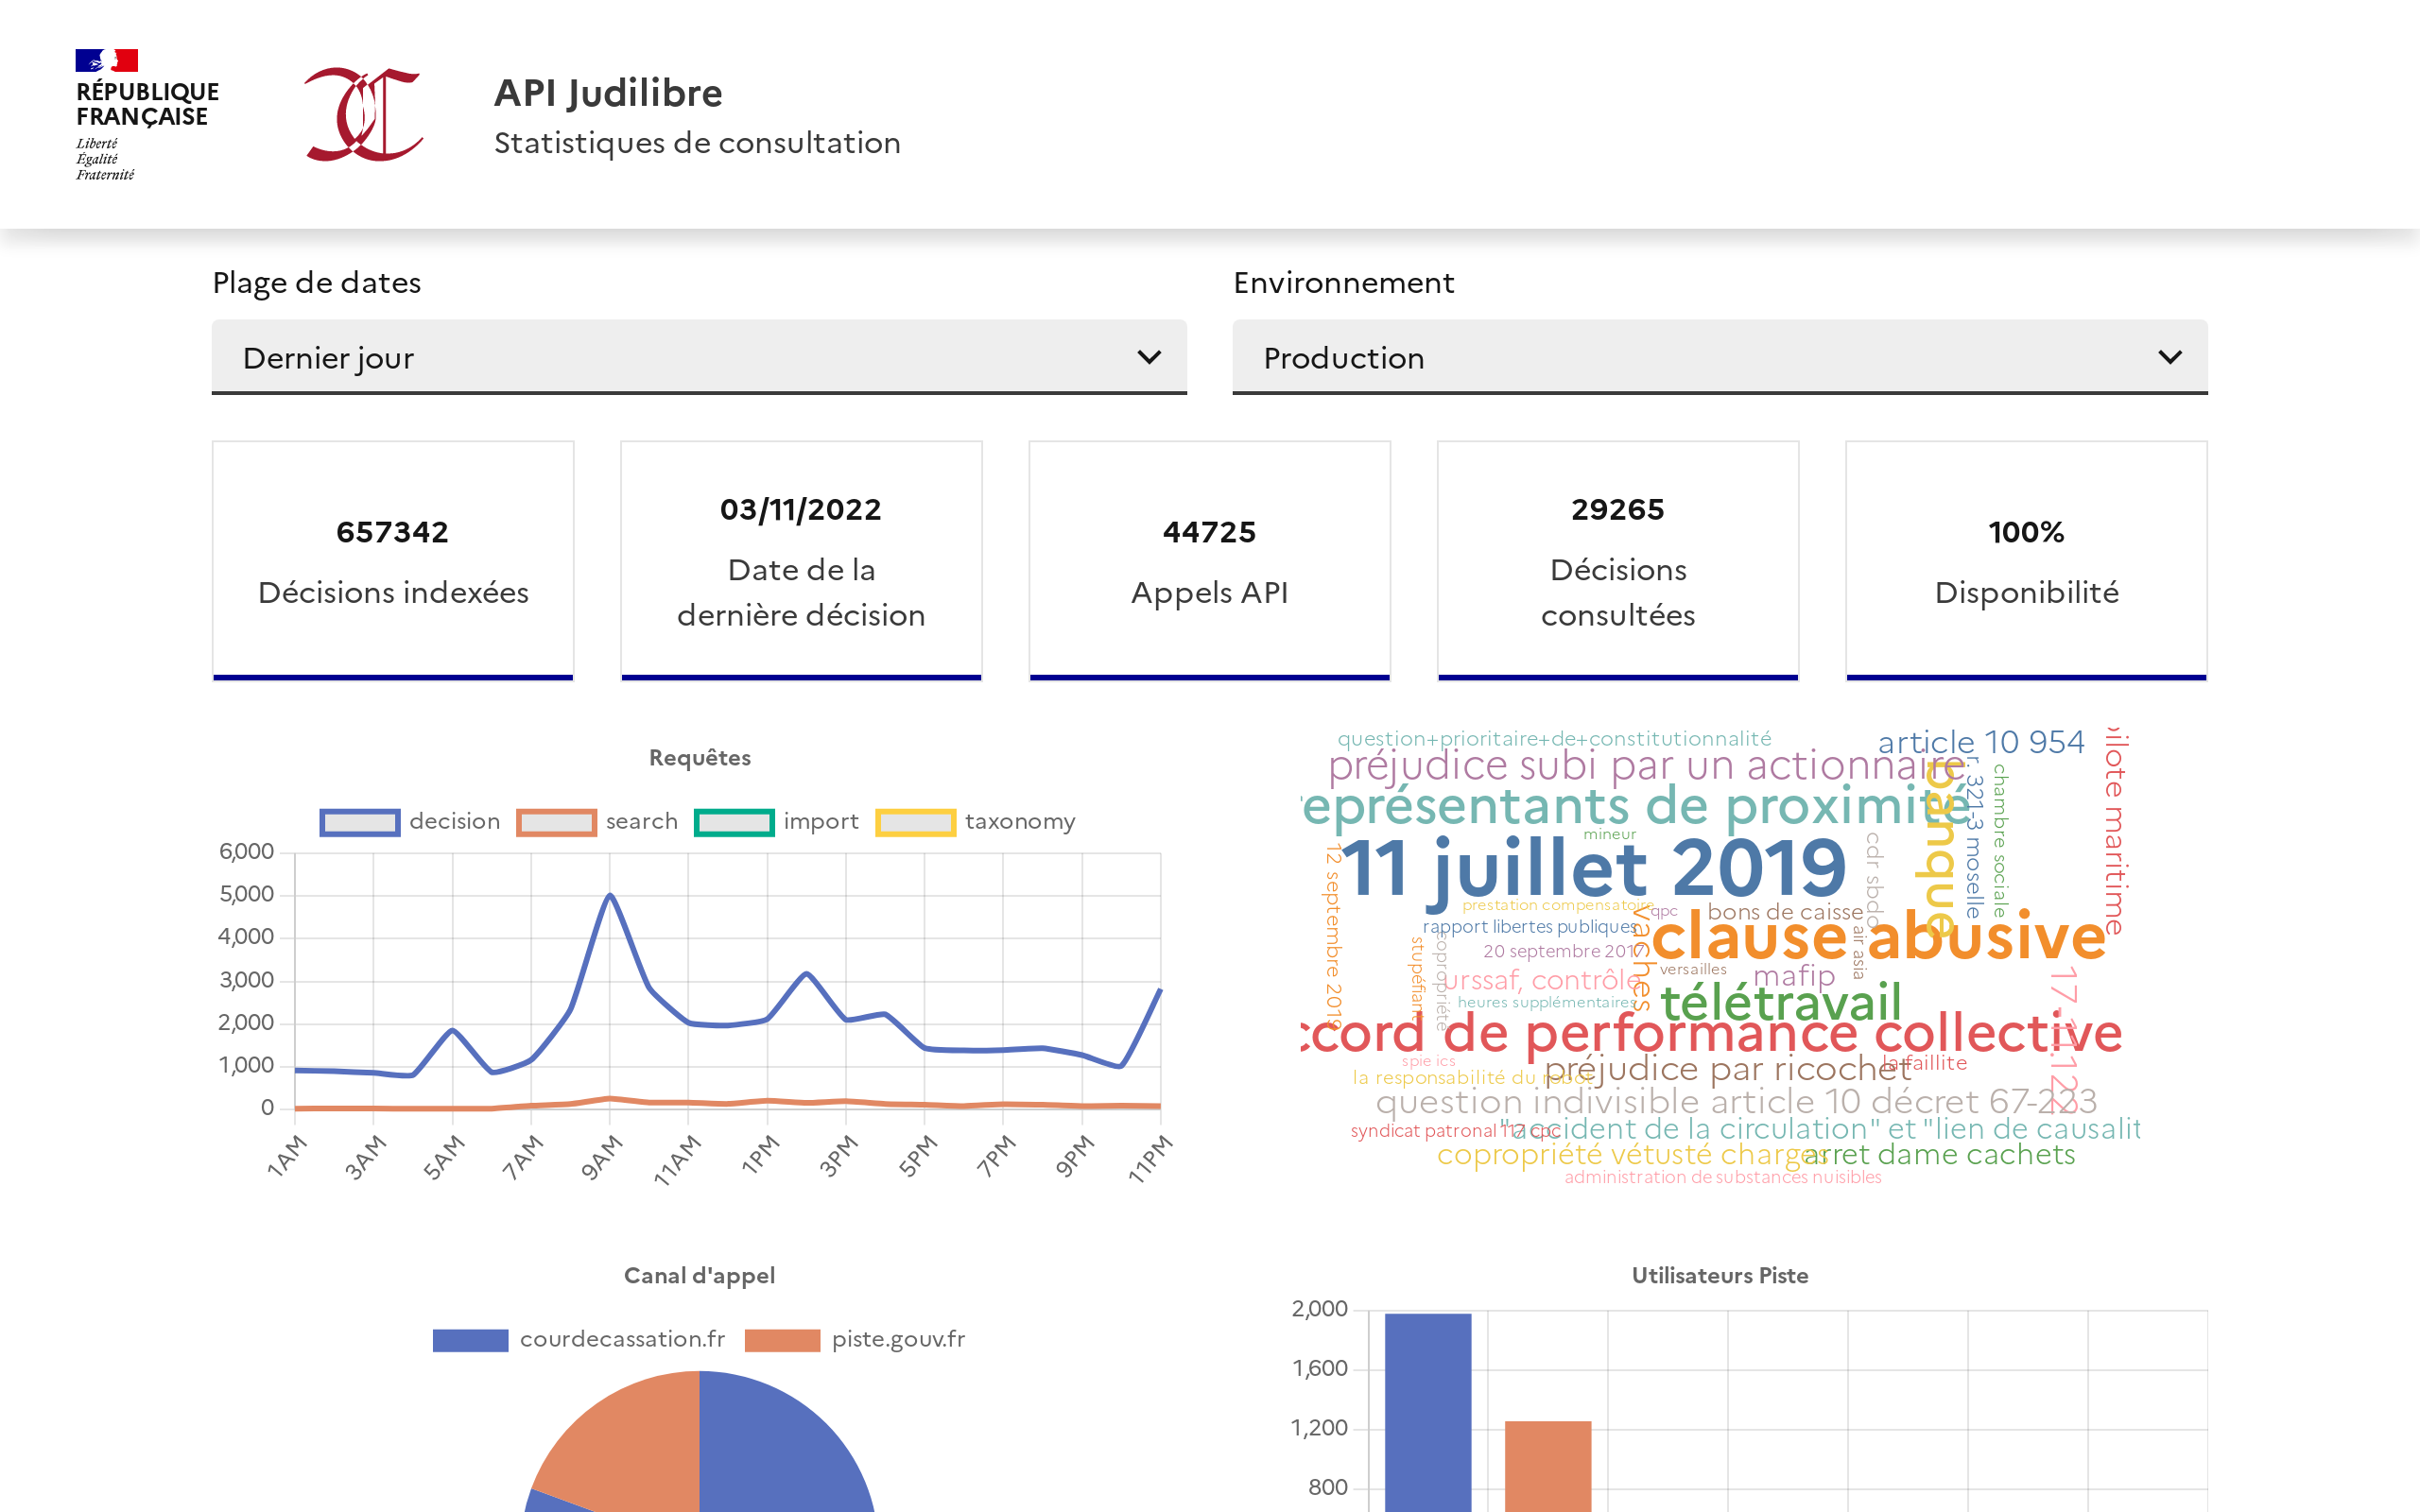 RÉPUBLIQUE
FRANÇAISE
Liberté
Égalité
Fraternité
API Judilibre
Statistiques de consultation
Plage de dates
Environnement
Dernier jour
Production
657342
Décisions indexées
03/11/2022
Date de la
dernière décision
44725
Appels API
29265
Décisions
consultées
100%
Disponibilité
Requêtes
decision search import taxonomy
6,000
5,000
4,000
3,000
2,000
1,000
0
1AM 3AM 5AM 7AM 9AM 11AM 1PM 3PM 5PM 7PM 9PM 11PM
question+prioritaire+de+constitutionnalité
article 10 954
préjudice subi par un actionnaire
eprésentants de proximité
mineur
11 juillet 2019
12 septembre 2019
banque
r. 321-3 moselle
chambre sociale
ilote maritime
cdr sbdo
prestation compensatoire
qpc
bons de caisse
rapport libertes publiques
clause abusive
vaches
air asia
20 septembre 2017
stupéfiant
copropriété
versailles
mafip
urssaf, contrôle
heures supplémentaires
télétravail
17-11.122
ccord de performance collective
spie ics
préjudice par ricochet
la faillite
la responsabilité du robot
question indivisible article 10 décret 67-223
syndicat patronal 117 cpc
"accident de la circulation" et "lien de causalit
copropriété vétusté charges
arret dame cachets
administration de substances nuisibles
Canal d'appel
courdecassation.fr piste.gouv.fr
Utilisateurs Piste
2,000
1,600
1,200
800